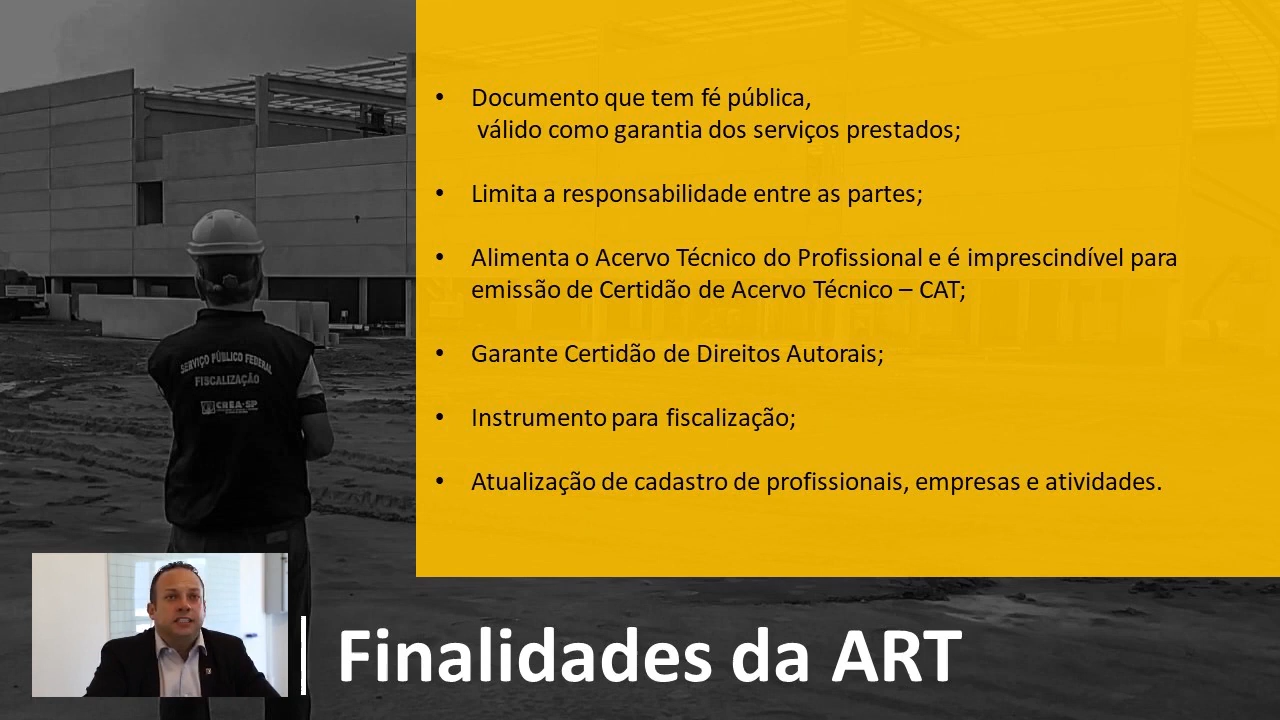 • Documento que tem fé pública,
válido como garantia dos serviços prestados;
• Limita a responsabilidade entre as partes;
• Alimenta o Acervo Técnico do Profissional e é imprescindível para
emissão de Certidão de Acervo Técnico – CAT;
• Garante Certidão de Direitos Autorais;
• Instrumento para fiscalização;
• Atualização de cadastro de profissionais, empresas e atividades.
SERVIÇO PÚBLICO FEDERAL
FISCALIZAÇÃO
CREA-SP
Finalidades da ART